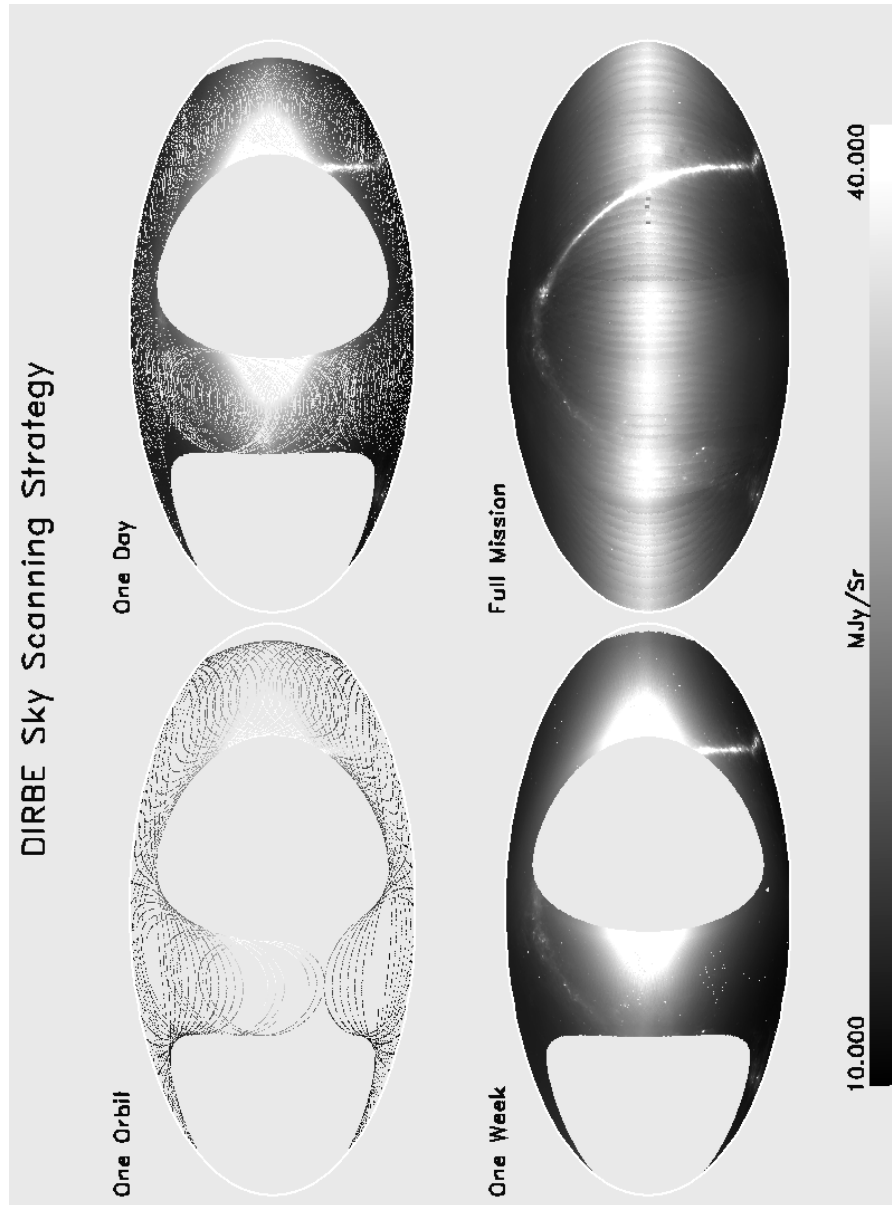 DIRBE Sky Scanning Strategy
One Orbit
One Day
One Week
Full Mission
10.000
MJy/Sr
40.000